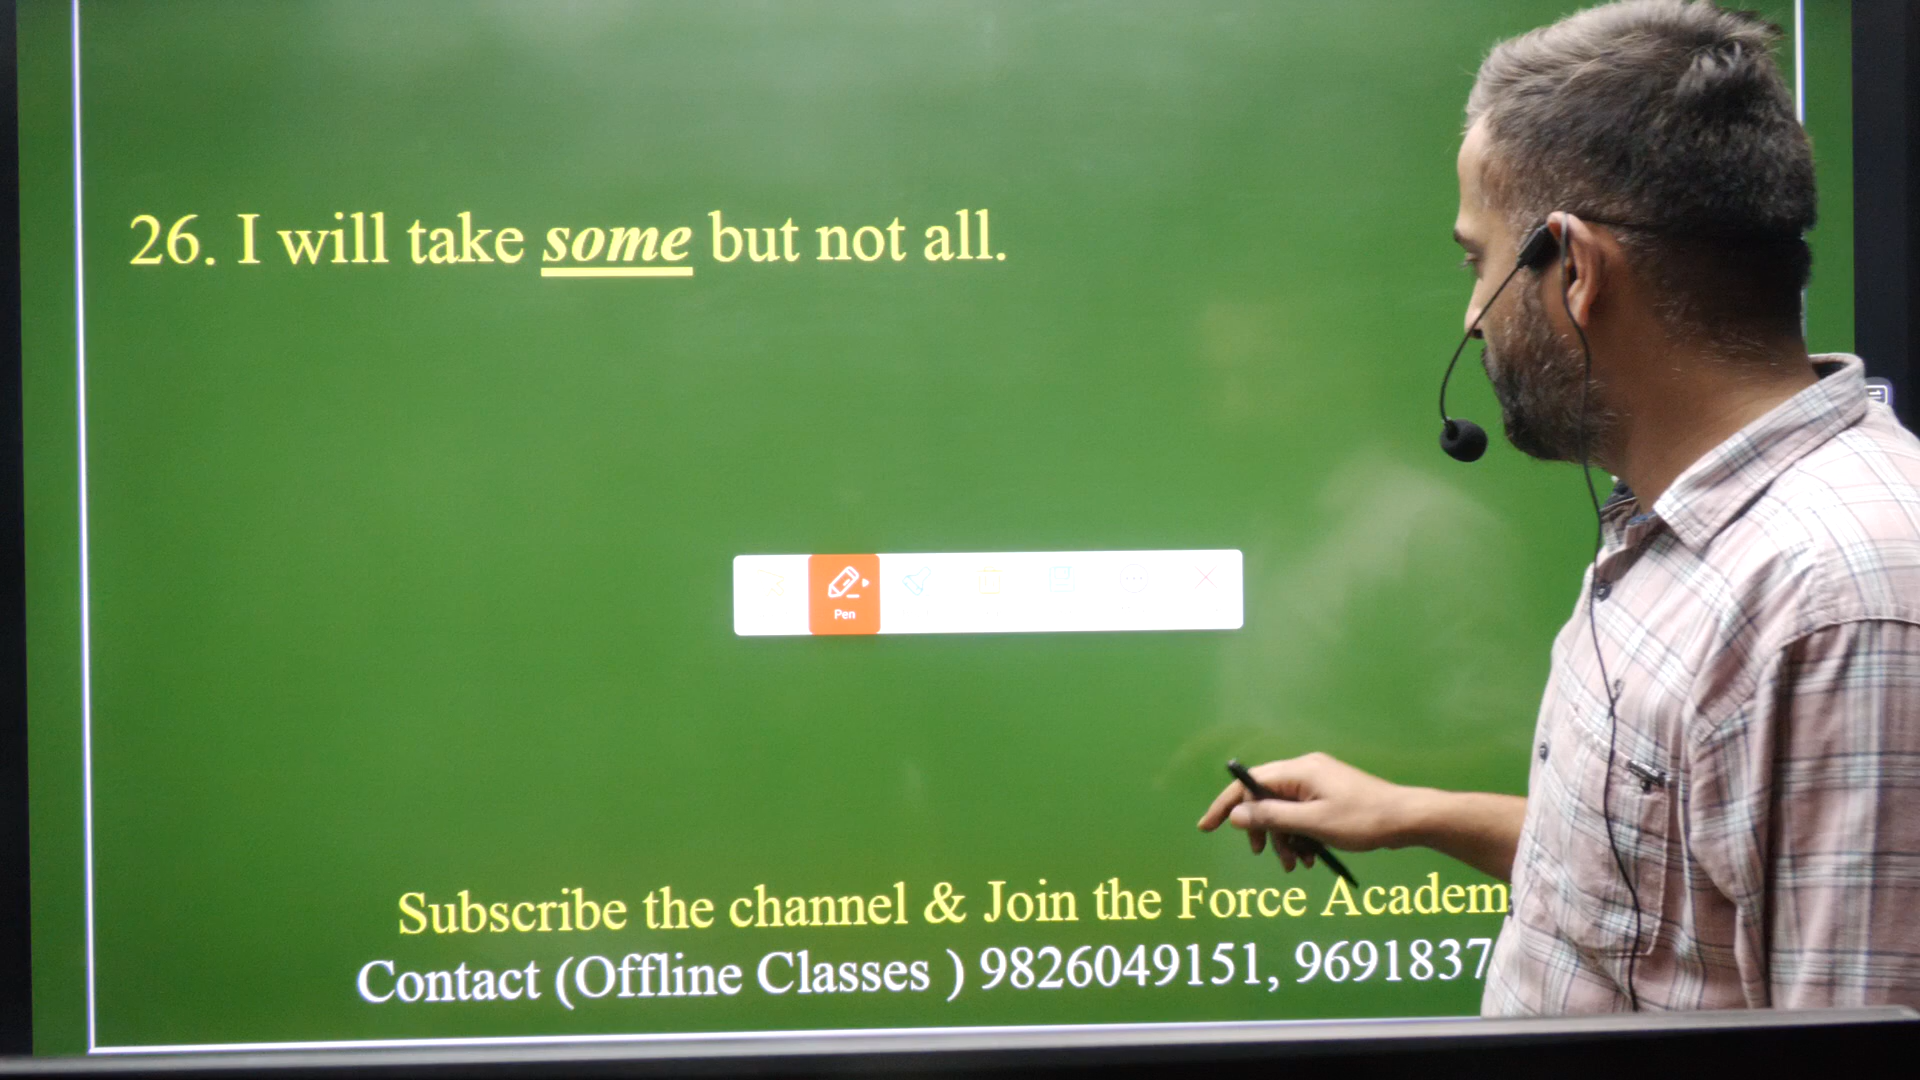 26. I will take some but not all.
Pen
Subscribe the channel & Join the Force Academ
Contact (Offline Classes ) 9826049151, 9691837